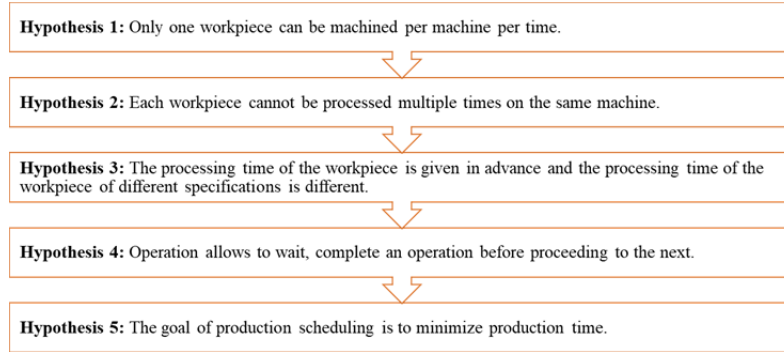 Hypothesis 1: Only one workpiece can be machined per machine per time.
Hypothesis 2: Each workpiece cannot be processed multiple times on the same machine.
Hypothesis 3: The processing time of the workpiece is given in advance and the processing time of the
workpiece of different specifications is different.
Hypothesis 4: Operation allows to wait, complete an operation before proceeding to the next.
Hypothesis 5: The goal of production scheduling is to minimize production time.